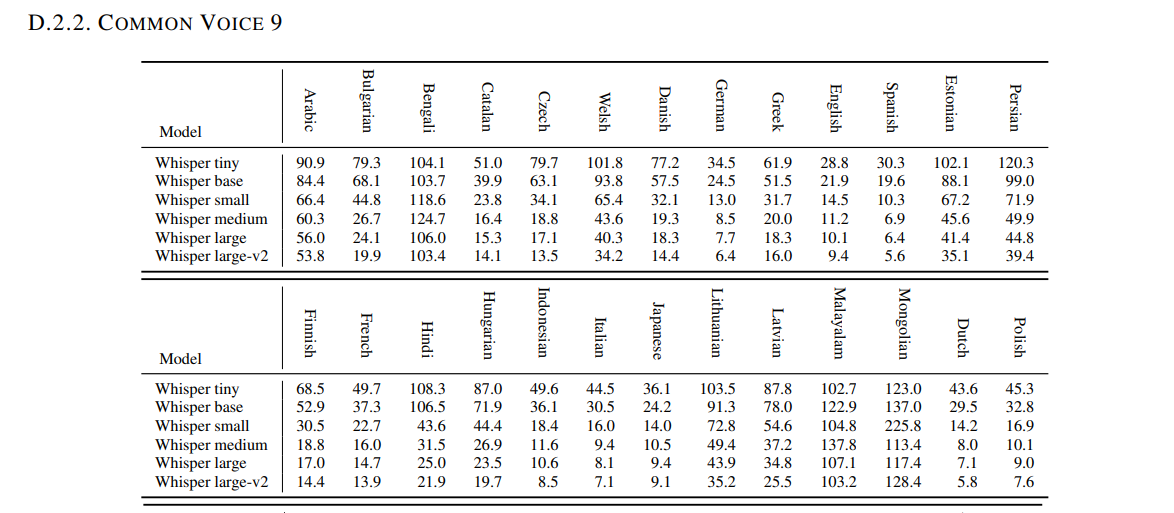 D.2.2. COMMON VOICE 9
Model Arabic Bulgarian Bengali Catalan Czech Welsh Danish German Greek English Spanish Estonian Persian
Whisper tiny 90.9 79.3 104.1 51.0 79.7 101.8 77.2 34.5 61.9 28.8 30.3 102.1 120.3
Whisper base 84.4 68.1 103.7 39.9 63.1 93.8 57.5 24.5 51.5 21.9 19.6 88.1 99.0
Whisper small 66.4 44.8 118.6 23.8 34.1 65.4 32.1 13.0 31.7 14.5 10.3 67.2 71.9
Whisper medium 60.3 26.7 124.7 16.4 18.8 43.6 19.3 8.5 20.0 11.2 6.9 45.6 49.9
Whisper large 56.0 24.1 106.0 15.3 17.1 40.3 18.3 7.7 18.3 10.1 6.4 41.4 44.8
Whisper large-v2 53.8 19.9 103.4 14.1 13.5 34.2 14.4 6.4 16.0 9.4 5.6 35.1 39.4
Model Finnish French Hindi Hungarian Indonesian Italian Japanese Lithuanian Latvian Malayalam Mongolian Dutch Polish
Whisper tiny 68.5 49.7 108.3 87.0 49.6 44.5 36.1 103.5 87.8 102.7 123.0 43.6 45.3
Whisper base 52.9 37.3 106.5 71.9 36.1 30.5 24.2 91.3 78.0 122.9 137.0 29.5 32.8
Whisper small 30.5 22.7 43.6 44.4 18.4 16.0 14.0 72.8 54.6 104.8 225.8 14.2 16.9
Whisper medium 18.8 16.0 31.5 26.9 11.6 9.4 10.5 49.4 37.2 137.8 113.4 8.0 10.1
Whisper large 17.0 14.7 25.0 23.5 10.6 8.1 9.4 43.9 34.8 107.1 117.4 7.1 9.0
Whisper large-v2 14.4 13.9 21.9 19.7 8.5 7.1 9.1 35.2 25.5 103.2 128.4 5.8 7.6